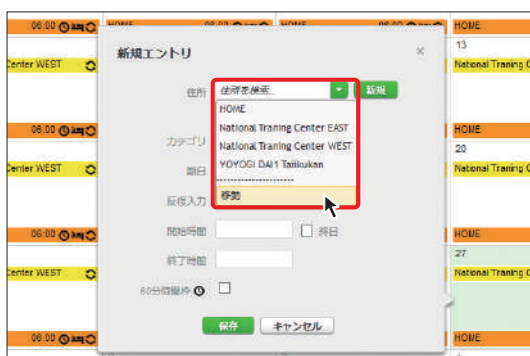 06:00 HOME 06:00 HOME 06:00 HOME
13
Center WEST National Traning C
新規エントリ ×
住所 住所を検索... 新規
HOME
National Traning Center EAST
カテゴリ National Traning Center WEST
YOYOGI DAI1 Taiikukan
期日 ----------------------
反復入力 移動
開始時間 終日
終了時間
60分間隔枠
保存 キャンセル
06:00 HOME
20
Center WEST National Traning C
06:00 HOME
27
Center WEST National Traning C
06:00 HOME